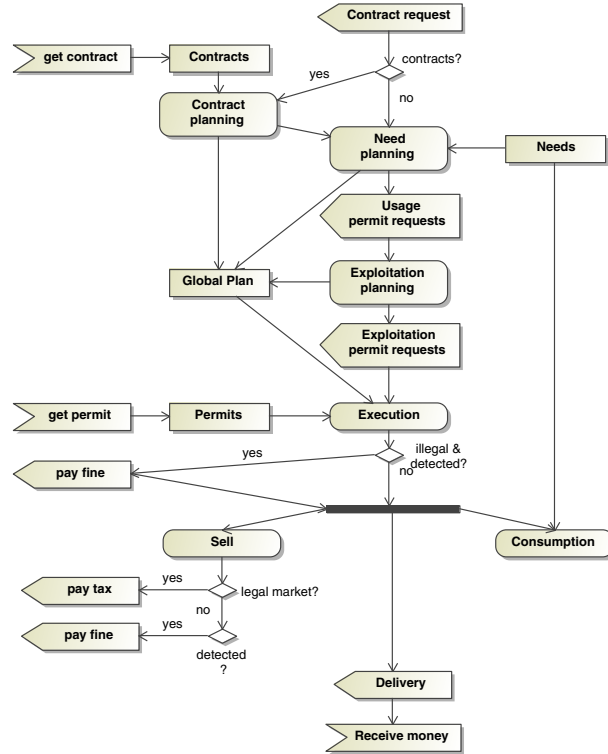 Contract request
get contract
Contracts
contracts?
yes
no
Contract
planning
Need
planning
Needs
Usage
permit requests
Global Plan
Exploitation
planning
Exploitation
permit requests
get permit
Permits
Execution
yes
illegal &
detected?
no
pay fine
Sell
Consumption
yes
pay tax
legal market?
no
yes
pay fine
detected
?
Delivery
Receive money